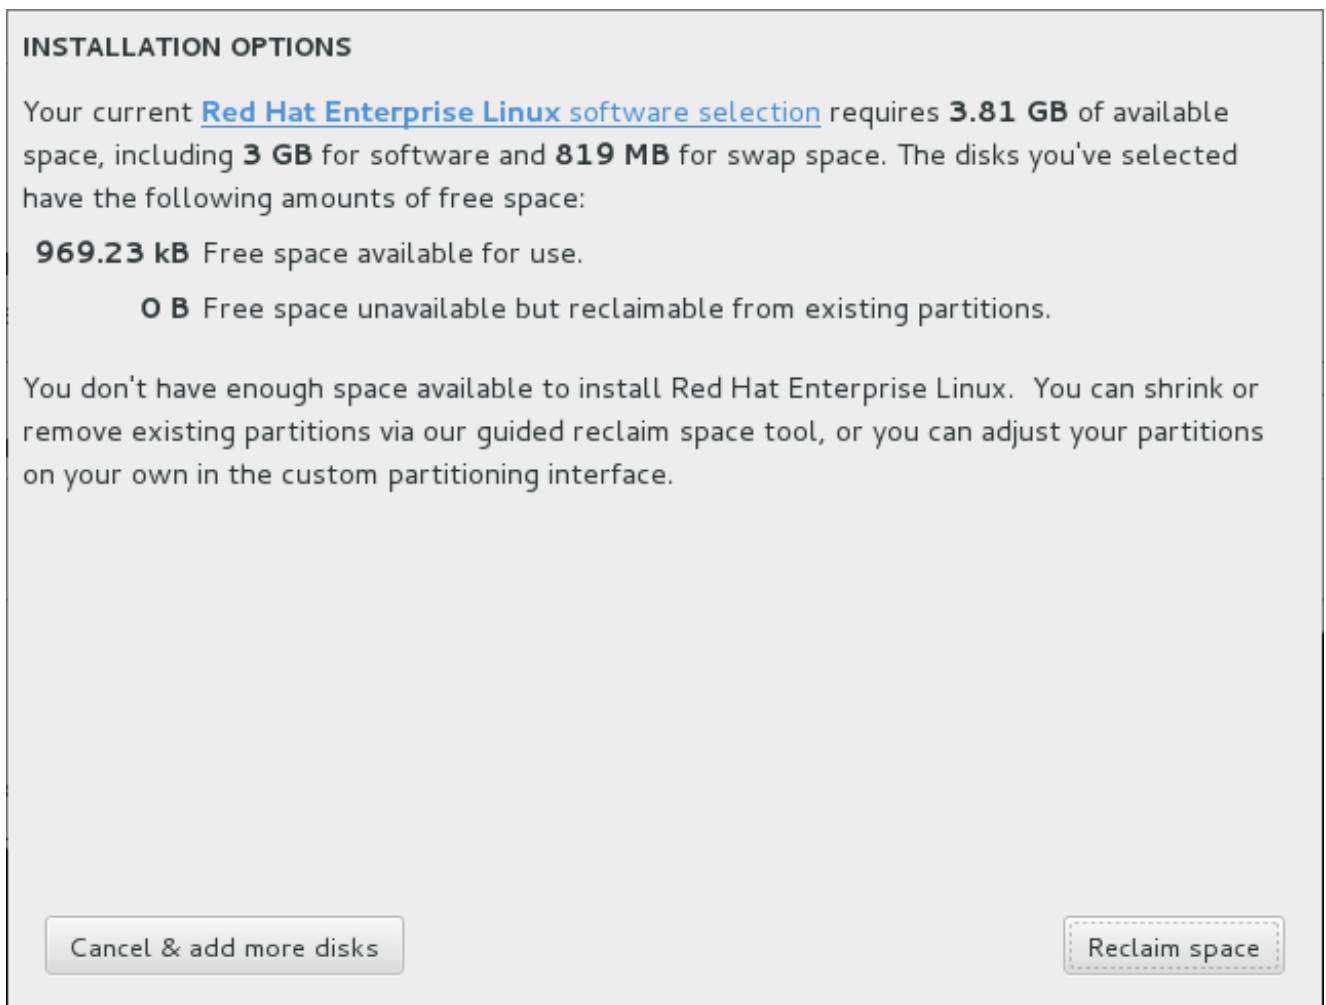 INSTALLATION OPTIONS
Your current Red Hat Enterprise Linux software selection requires 3.81 GB of available
space, including 3 GB for software and 819 MB for swap space. The disks you've selected
have the following amounts of free space:
969.23 kB Free space available for use.
0 B Free space unavailable but reclaimable from existing partitions.
You don't have enough space available to install Red Hat Enterprise Linux.  You can shrink or
remove existing partitions via our guided reclaim space tool, or you can adjust your partitions
on your own in the custom partitioning interface.
Cancel & add more disks
Reclaim space